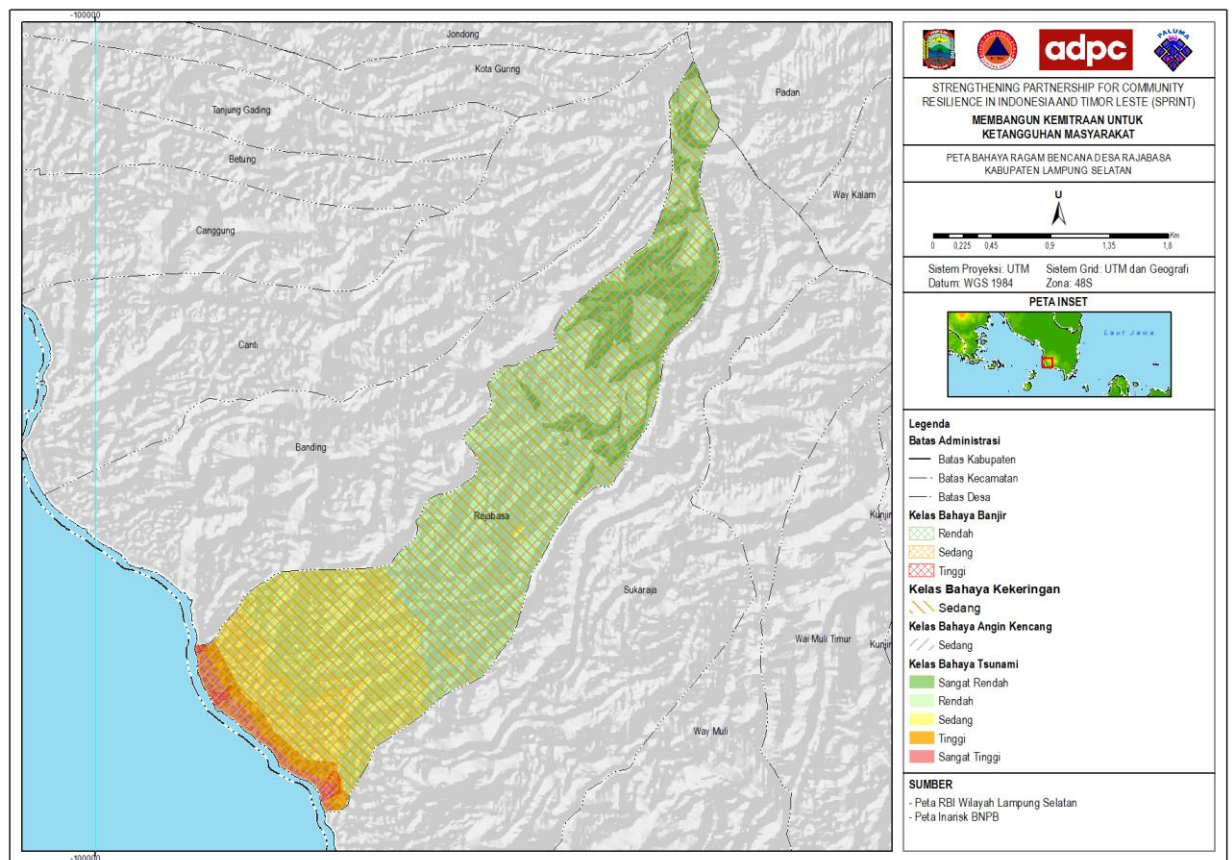 -100000
Jondong
Kota Guring
Padan
Tanjung Gading
Betung
Way Kalam
Canggung
Canti
Banding
Rajabasa
Kunjir
Sukaraja
Wai Muli Timur
Kunjir
Way Muli
-100000
adpc
PALUMA
STRENGTHENING PARTNERSHIP FOR COMMUNITY
RESILIENCE IN INDONESIA AND TIMOR LESTE (SPRINT)
MEMBANGUN KEMITRAAN UNTUK
KETANGGUHAN MASYARAKAT
PETA BAHAYA RAGAM BENCANA DESA RAJABASA
KABUPATEN LAMPUNG SELATAN
U
Km
0 0,225 0,45 0,9 1,35 1,8
Sistem Proyeksi: UTM Sistem Grid: UTM dan Geografi
Datum: WGS 1984 Zona: 48S
PETA INSET
Laut Jawa
Legenda
Batas Administrasi
Batas Kabupaten
Batas Kecamatan
Batas Desa
Kelas Bahaya Banjir
Rendah
Sedang
Tinggi
Kelas Bahaya Kekeringan
Sedang
Kelas Bahaya Angin Kencang
Sedang
Kelas Bahaya Tsunami
Sangat Rendah
Rendah
Sedang
Tinggi
Sangat Tinggi
SUMBER
- Peta RBI Wilayah Lampung Selatan
- Peta Inarisk BNPB